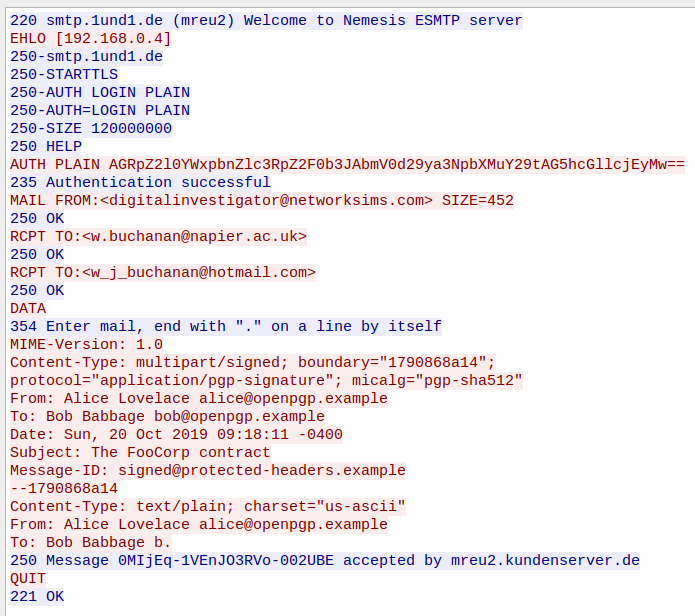 220 smtp.1und1.de (mreu2) Welcome to Nemesis ESMTP server
EHLO [192.168.0.4]
250-smtp.1und1.de
250-STARTTLS
250-AUTH LOGIN PLAIN
250-AUTH=LOGIN PLAIN
250-SIZE 120000000
250 HELP
AUTH PLAIN AGRpZ2l0YWxpbnZlc3RpZ2F0b3JAbmV0d29ya3NpbXMuY29tAG5hcGllcjEyMw==
235 Authentication successful
MAIL FROM:<digitalinvestigator@networksims.com> SIZE=452
250 OK
RCPT TO:<w.buchanan@napier.ac.uk>
250 OK
RCPT TO:<w_j_buchanan@hotmail.com>
250 OK
DATA
354 Enter mail, end with "." on a line by itself
MIME-Version: 1.0
Content-Type: multipart/signed; boundary="1790868a14";
protocol="application/pgp-signature"; micalg="pgp-sha512"
From: Alice Lovelace alice@openpgp.example
To: Bob Babbage bob@openpgp.example
Date: Sun, 20 Oct 2019 09:18:11 -0400
Subject: The FooCorp contract
Message-ID: signed@protected-headers.example
--1790868a14
Content-Type: text/plain; charset="us-ascii"
From: Alice Lovelace alice@openpgp.example
To: Bob Babbage b.
250 Message 0MIjEq-1VEnJO3RVo-002UBE accepted by mreu2.kundenserver.de
QUIT
221 OK